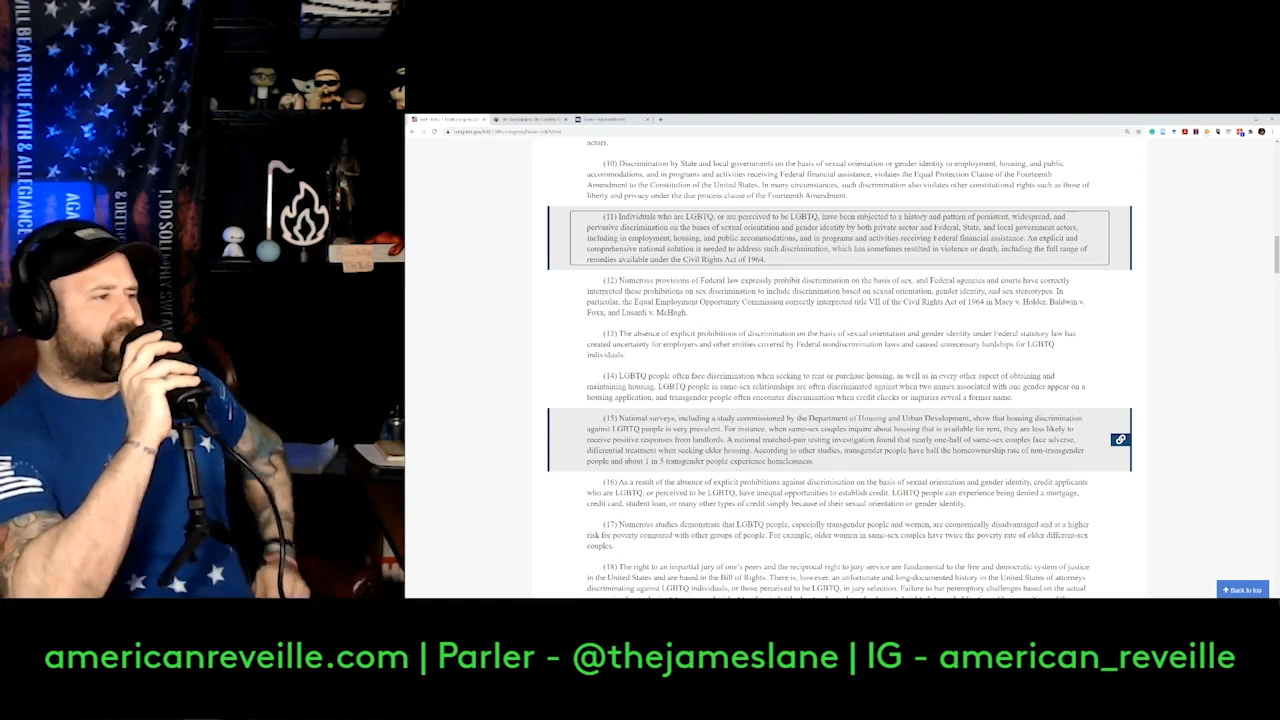 VILL BEAR TRUE FAITH & ALLEGIANCE
AGA
& DEFEN
I DO SOLEMNLY SW
actors.
(10) Discrimination by State and local governments on the basis of sexual orientation or gender identity in employment, housing, and public
accommodations, and in programs and activities receiving Federal financial assistance, violates the Equal Protection Clause of the Fourteenth
Amendment to the Constitution of the United States. In many circumstances, such discrimination also violates other constitutional rights such as those of
liberty and privacy under the due process clause of the Fourteenth Amendment.
(11) Individuals who are LGBTQ, or are perceived to be LGBTQ, have been subjected to a history and pattern of persistent, widespread, and
pervasive discrimination on the bases of sexual orientation and gender identity by both private sector and Federal, State, and local government actors,
including in employment, housing, and public accommodations, and in programs and activities receiving Federal financial assistance. An explicit and
comprehensive national solution is needed to address such discrimination, which has sometimes resulted in violence or death, including the full range of
remedies available under the Civil Rights Act of 1964.
(12) Numerous provisions of Federal law expressly prohibit discrimination on the basis of sex, and Federal agencies and courts have correctly
interpreted these prohibitions on sex discrimination to include discrimination based on sexual orientation, gender identity, and sex stereotypes. In
particular, the Equal Employment Opportunity Commission correctly interpreted title VII of the Civil Rights Act of 1964 in Macy v. Holder, Baldwin v.
Foxx, and Lusardi v. McHugh.
(13) The absence of explicit prohibitions of discrimination on the basis of sexual orientation and gender identity under Federal statutory law has
created uncertainty for employers and other entities covered by Federal nondiscrimination laws and caused unnecessary hardships for LGBTQ
individuals.
(14) LGBTQ people often face discrimination when seeking to rent or purchase housing, as well as in every other aspect of obtaining and
maintaining housing. LGBTQ people in same-sex relationships are often discriminated against when two names associated with one gender appear on a
housing application, and transgender people often encounter discrimination when credit checks or inquiries reveal a former name.
(15) National surveys, including a study commissioned by the Department of Housing and Urban Development, show that housing discrimination
against LGBTQ people is very prevalent. For instance, when same-sex couples inquire about housing that is available for rent, they are less likely to
receive positive responses from landlords. A national matched-pair testing investigation found that nearly one-half of same-sex couples face adverse,
differential treatment when seeking elder housing. According to other studies, transgender people have half the homeownership rate of non-transgender
people and about 1 in 5 transgender people experience homelessness.
(16) As a result of the absence of explicit prohibitions against discrimination on the basis of sexual orientation and gender identity, credit applicants
who are LGBTQ, or perceived to be LGBTQ, have unequal opportunities to establish credit. LGBTQ people can experience being denied a mortgage,
credit card, student loan, or many other types of credit simply because of their sexual orientation or gender identity.
(17) Numerous studies demonstrate that LGBTQ people, especially transgender people and women, are economically disadvantaged and at a higher
risk for poverty compared with other groups of people. For example, older women in same-sex couples have twice the poverty rate of older different-sex
couples.
(18) The right to an impartial jury of one's peers and the reciprocal right to jury service are fundamental to the free and democratic system of justice
in the United States and are based in the Bill of Rights. There is, however, an unfortunate and long-documented history in the United States of attorneys
discriminating against LGBTQ individuals, or those perceived to be LGBTQ, in jury selection. Failure to bar peremptory challenges based on the actual
Back to top
americanreveille.com | Parler - @thejameslane | IG - american_reveille